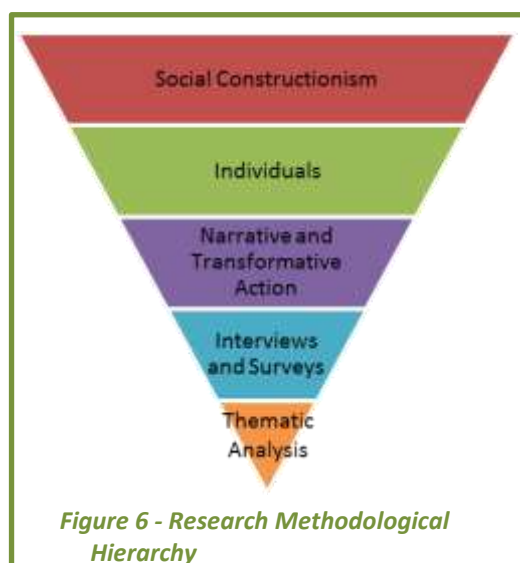 Social Constructionism
Individuals
Narrative and
Transformative
Action
Interviews
and Surveys
Thematic
Analysis
Figure 6 - Research Methodological
Hierarchy